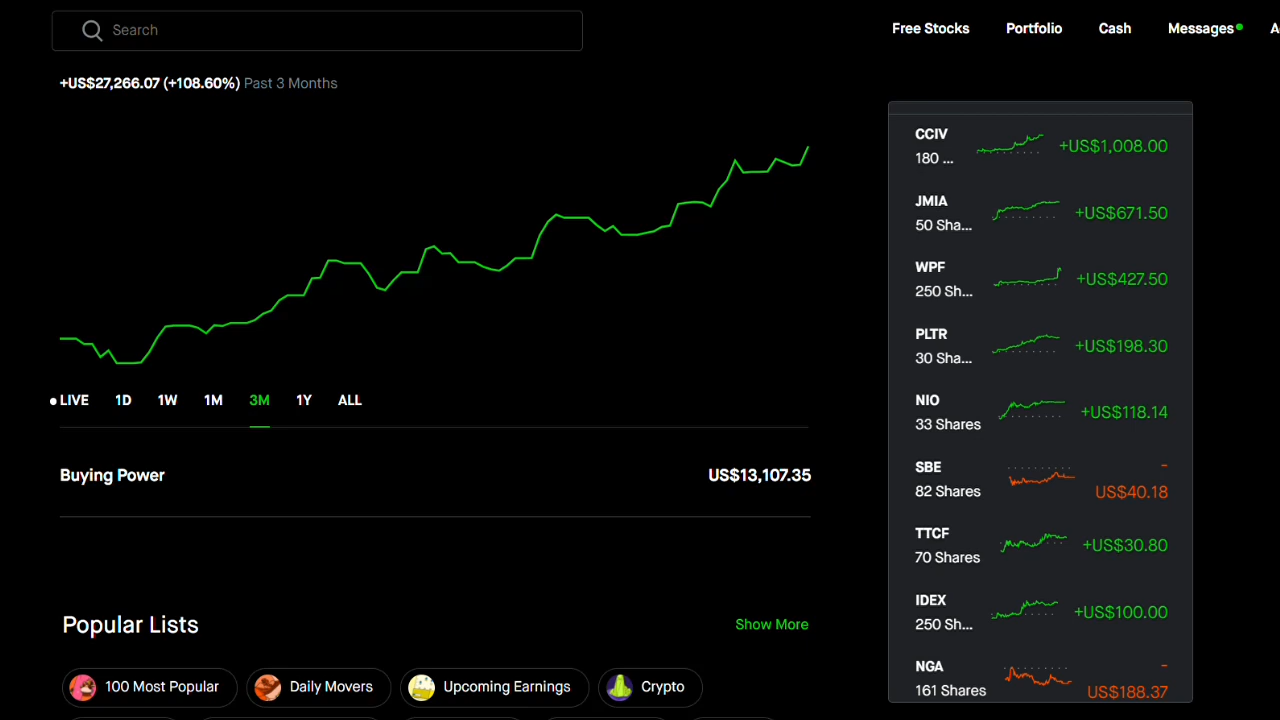 Search
Free Stocks
Portfolio
Cash
Messages
A
+US$27,266.07 (+108.60%) Past 3 Months
CCIV
180 ...
+US$1,008.00
JMIA
50 Sha...
+US$671.50
WPF
250 Sh...
+US$427.50
PLTR
30 Sha...
+US$198.30
NIO
33 Shares
+US$118.14
SBE
82 Shares
-
US$40.18
TTCF
70 Shares
+US$30.80
IDEX
250 Sh...
+US$100.00
NGA
161 Shares
-
US$188.37
LIVE
1D
1W
1M
3M
1Y
ALL
Buying Power
US$13,107.35
Popular Lists
Show More
100 Most Popular
Daily Movers
Upcoming Earnings
Crypto